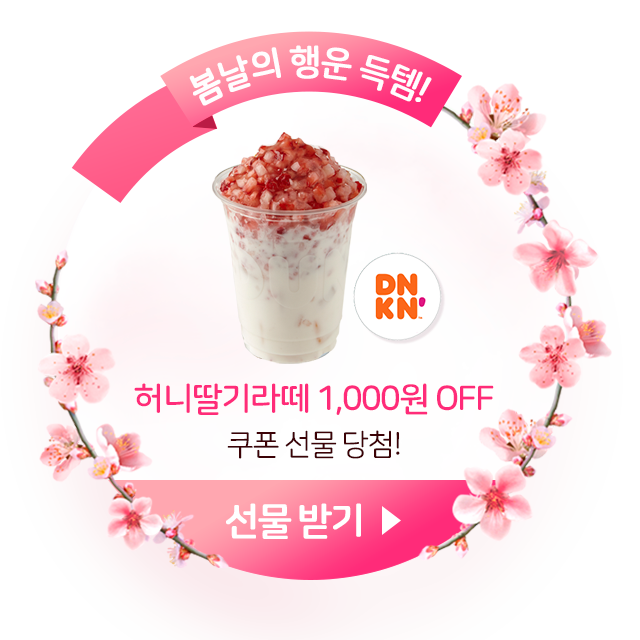 봄날의 행운 득템!
DN
KN'
허니딸기라떼 1,000원 OFF
쿠폰 선물 당첨!
선물 받기 ▶